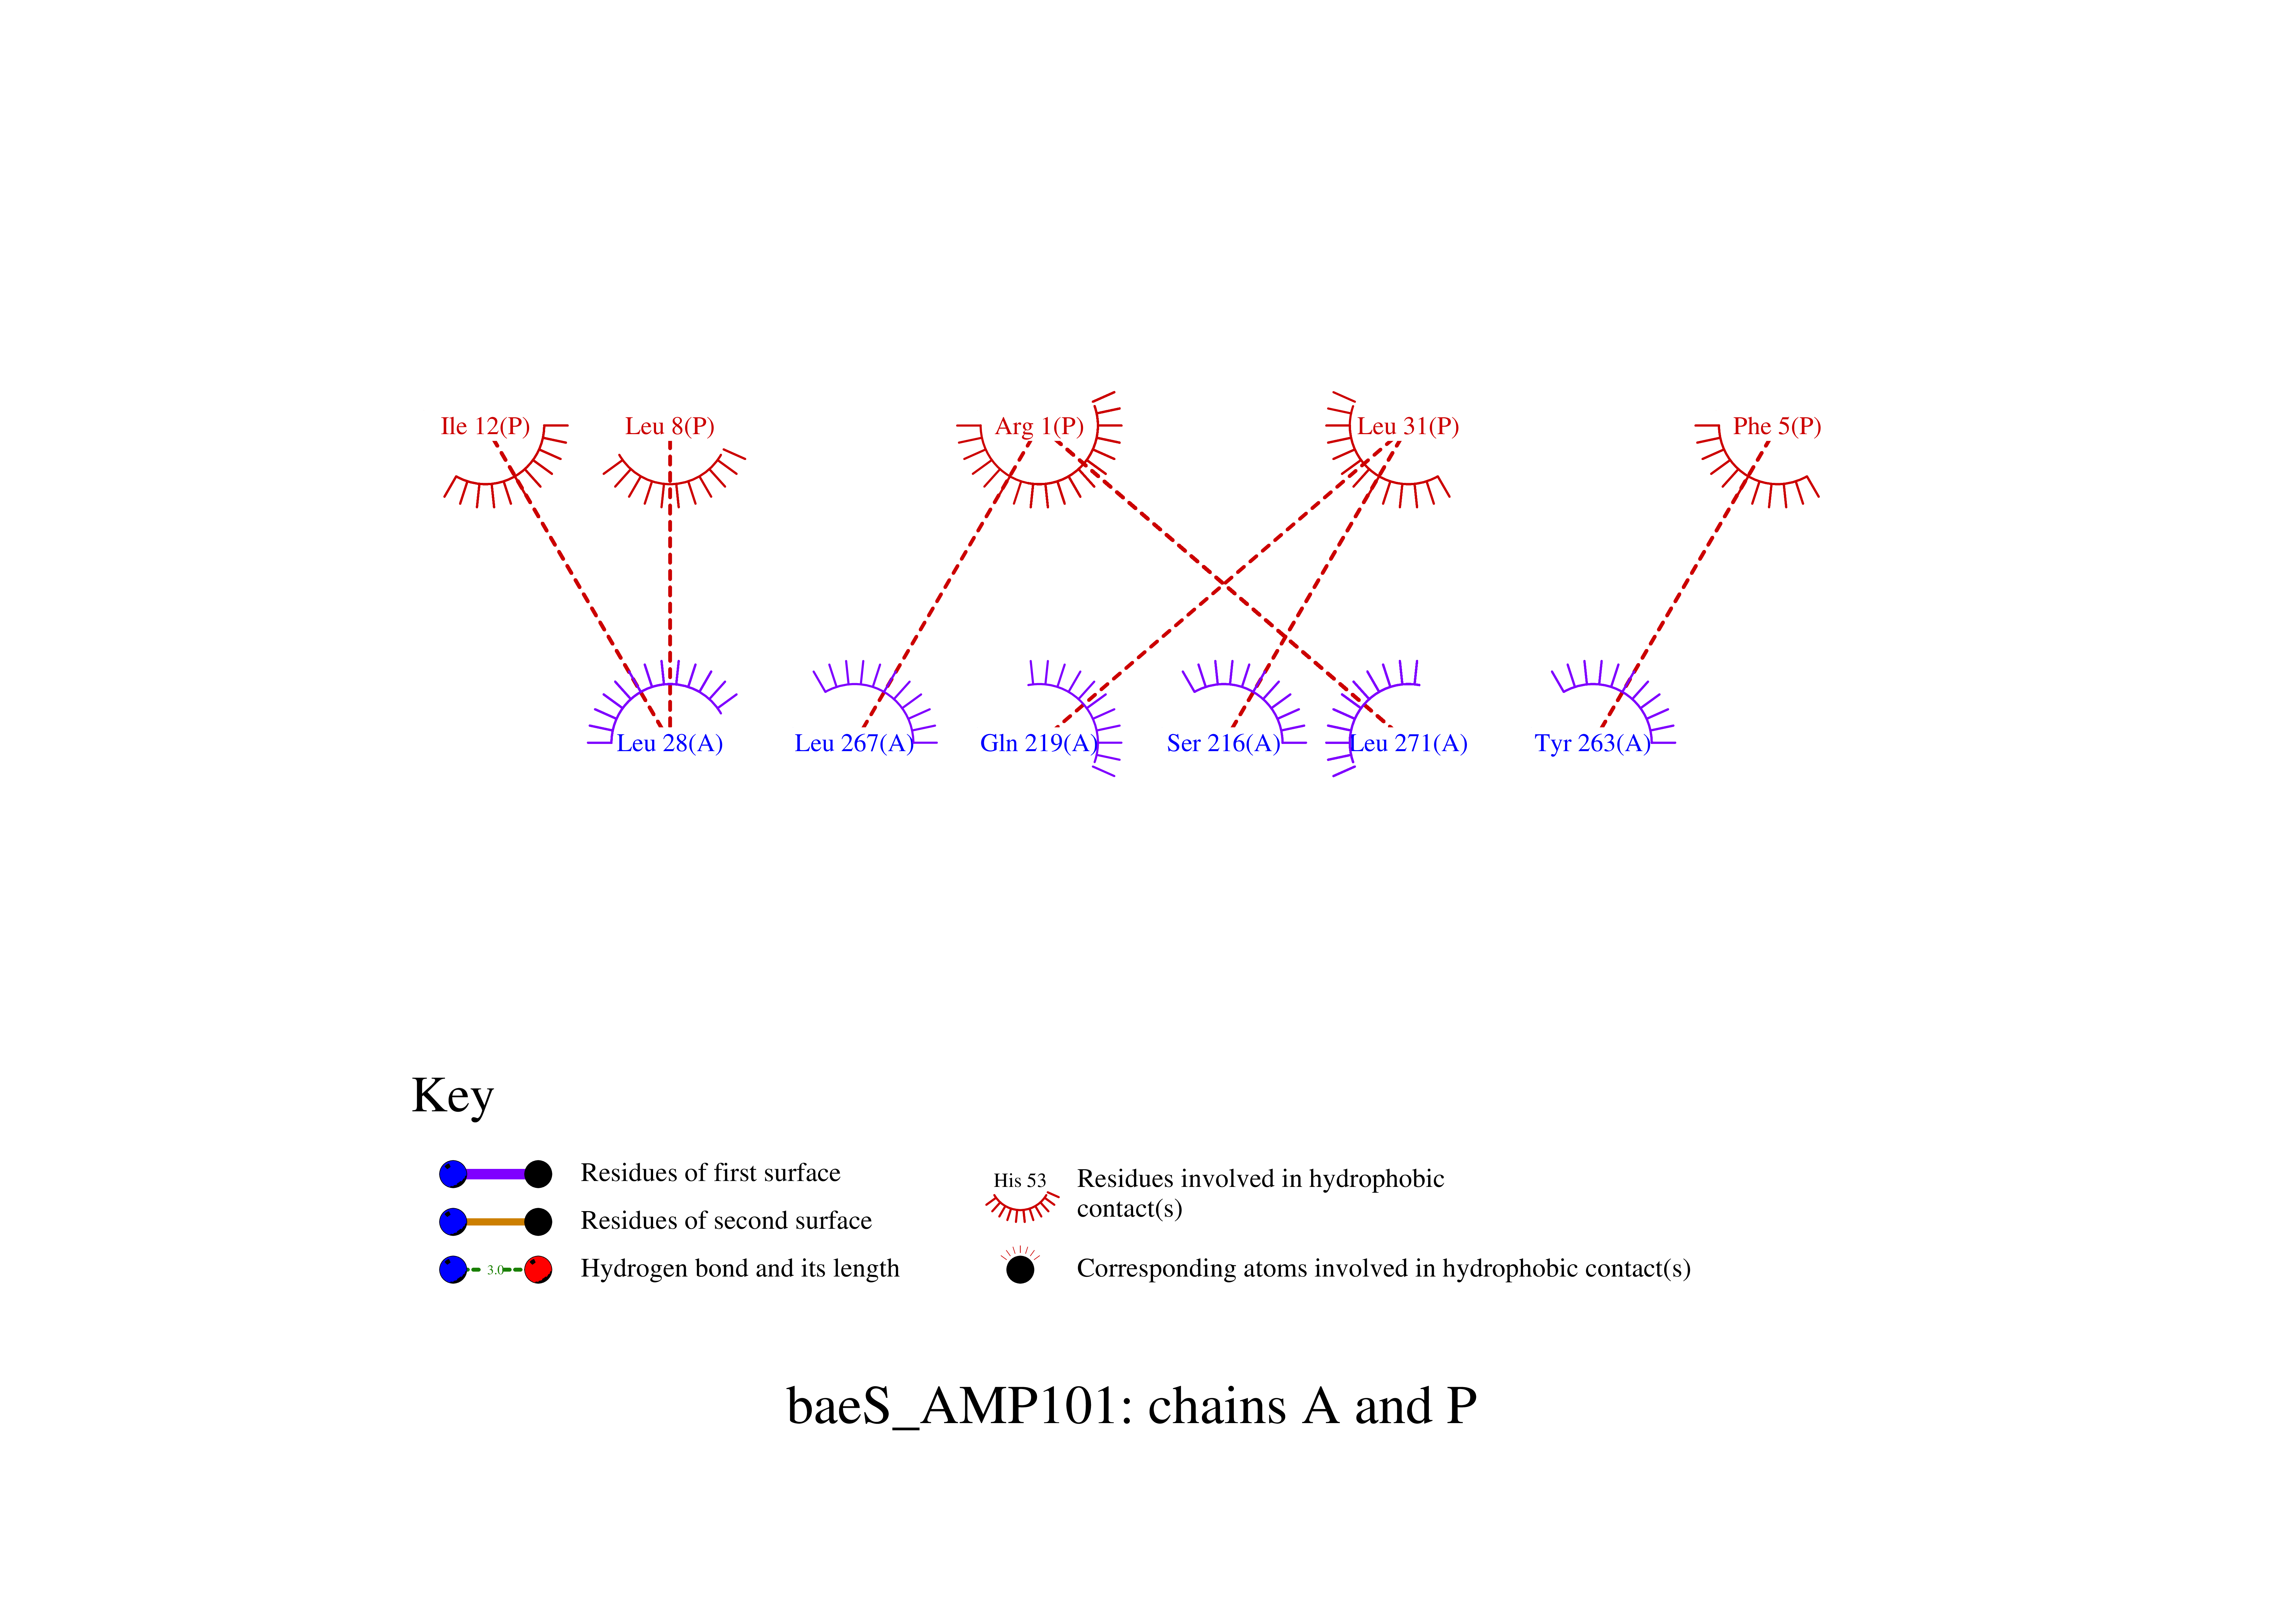 Ile 12(P) Leu 8(P) Arg 1(P) Leu 31(P) Phe 5(P)
Leu 28(A) Leu 267(A) Gln 219(A) Ser 216(A) Leu 271(A) Tyr 263(A)
Key
Residues of first surface
Residues of second surface
3.0 Hydrogen bond and its length
His 53 Residues involved in hydrophobic
contact(s)
Corresponding atoms involved in hydrophobic contact(s)
baeS_AMP101: chains A and P